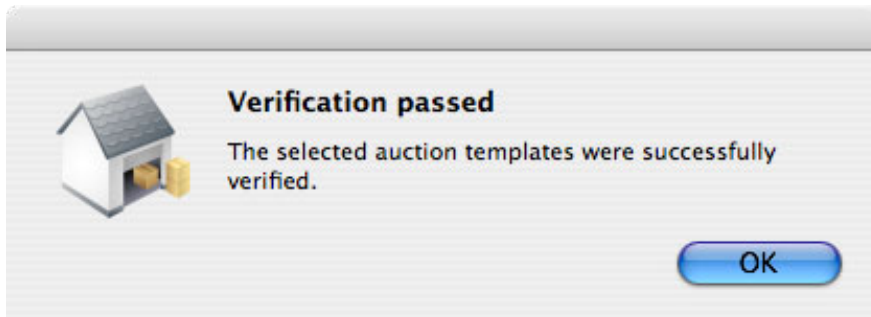 Verification passed
The selected auction templates were successfully
verified.
OK